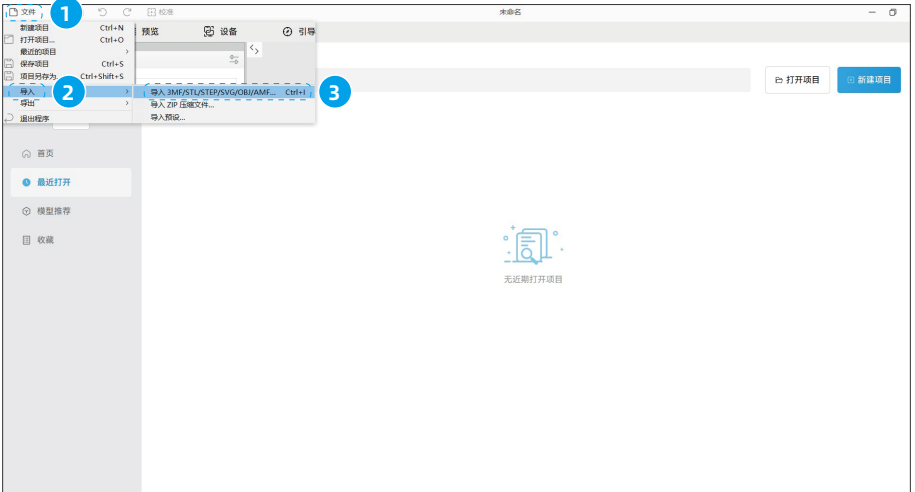 文件 1 校准 未命名
新建项目 Ctrl+N 预览 设备 引导
打开项目... Ctrl+O
最近的项目
保存项目 Ctrl+S
项目另存为 Ctrl+Shift+S 打开项目 新建项目
导入 2 导入 3MF/STL/STEP/SVG/OBJ/AMF... Ctrl+I 3
导出 导入 ZIP 压缩文件...
退出程序 导入预设...
首页
最近打开
模型推荐
收藏
无近期打开项目